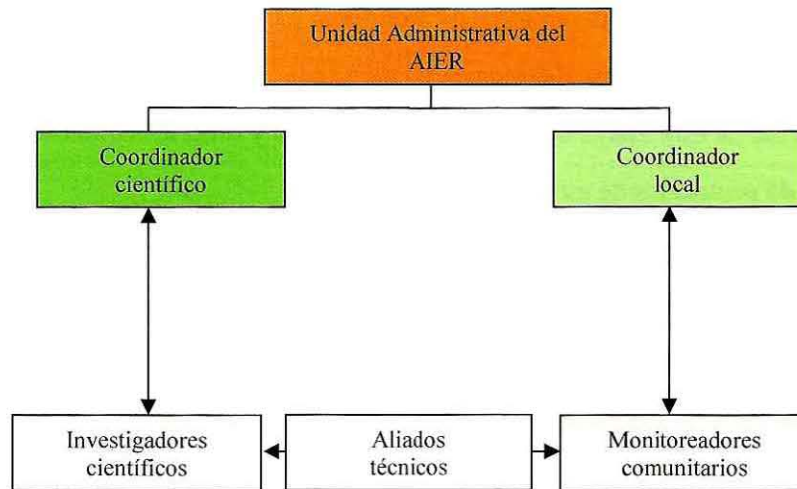 Unidad Administrativa del
AIER
Coordinador
científico
Coordinador
local
Investigadores
científicos
Aliados
técnicos
Monitoreadores
comunitarios